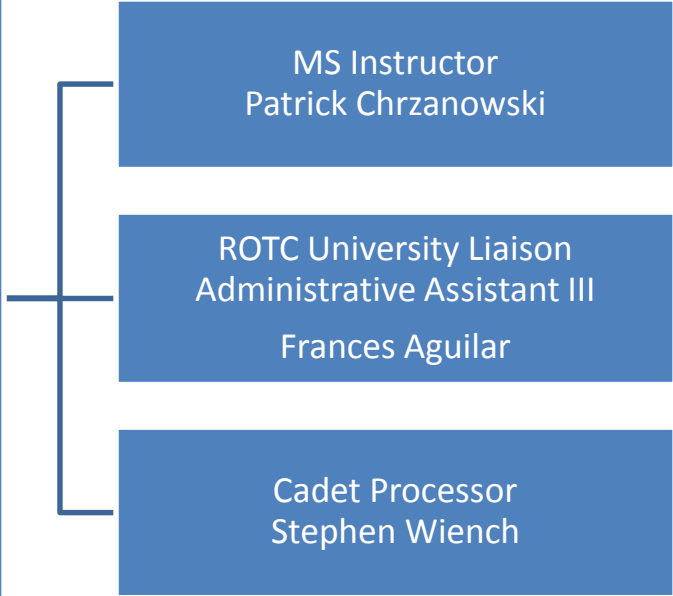 MS Instructor
Patrick Chrzanowski
ROTC University Liaison
Administrative Assistant III
Frances Aguilar
Cadet Processor
Stephen Wiench